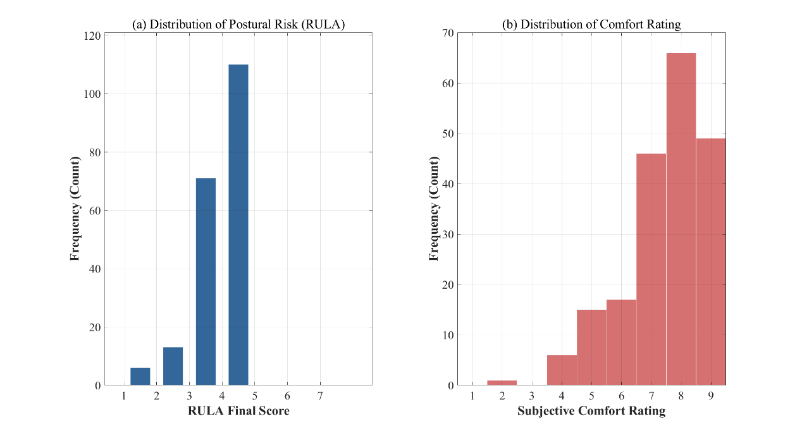 (a) Distribution of Postural Risk (RULA)
120
100
80
60
40
20
0
Frequency (Count)
1 2 3 4 5 6 7
RULA Final Score
(b) Distribution of Comfort Rating
70
60
50
40
30
20
10
0
Frequency (Count)
1 2 3 4 5 6 7 8 9
Subjective Comfort Rating